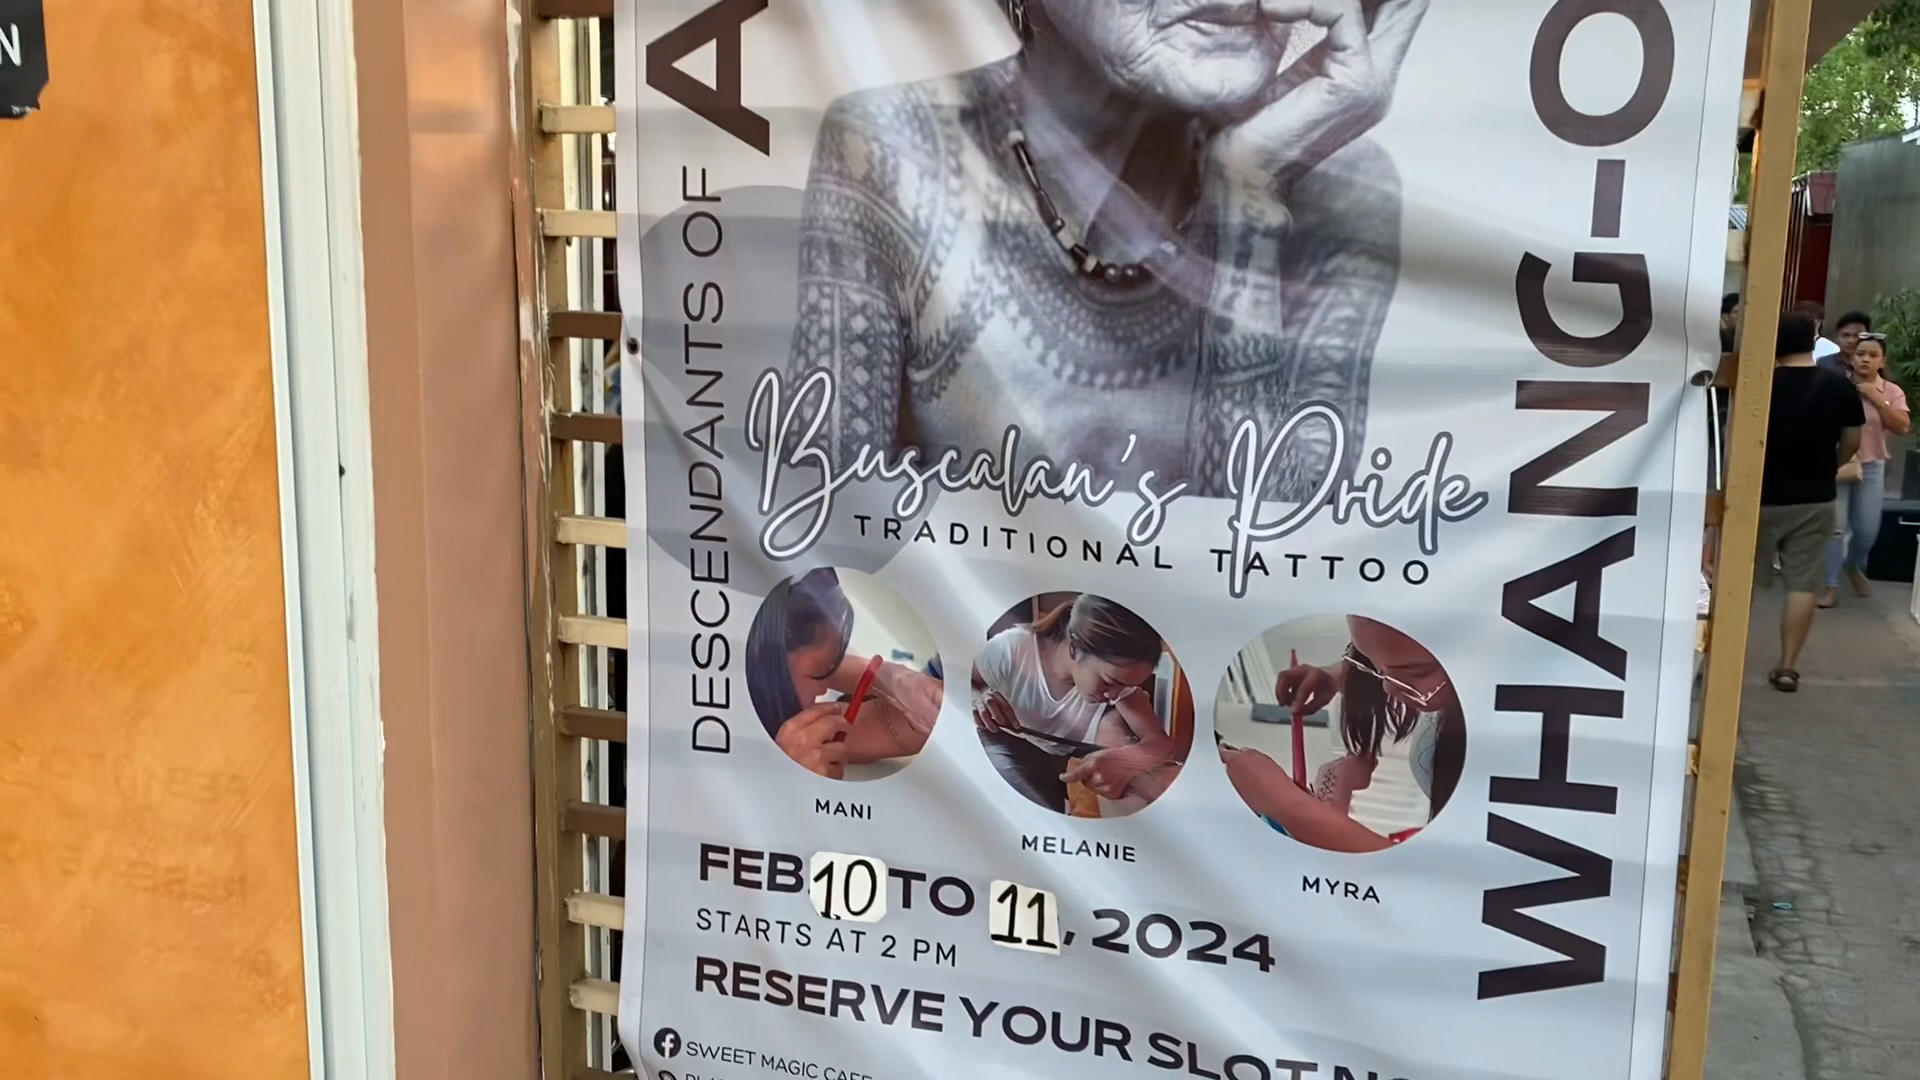 N
DESCENDANTS OF A
WHANG-O
Buscalan's Pride
TRADITIONAL TATTOO
MANI
MELANIE
MYRA
FEB 10 TO 11, 2024
STARTS AT 2 PM
RESERVE YOUR SLOT
SWEET MAGIC CAFE